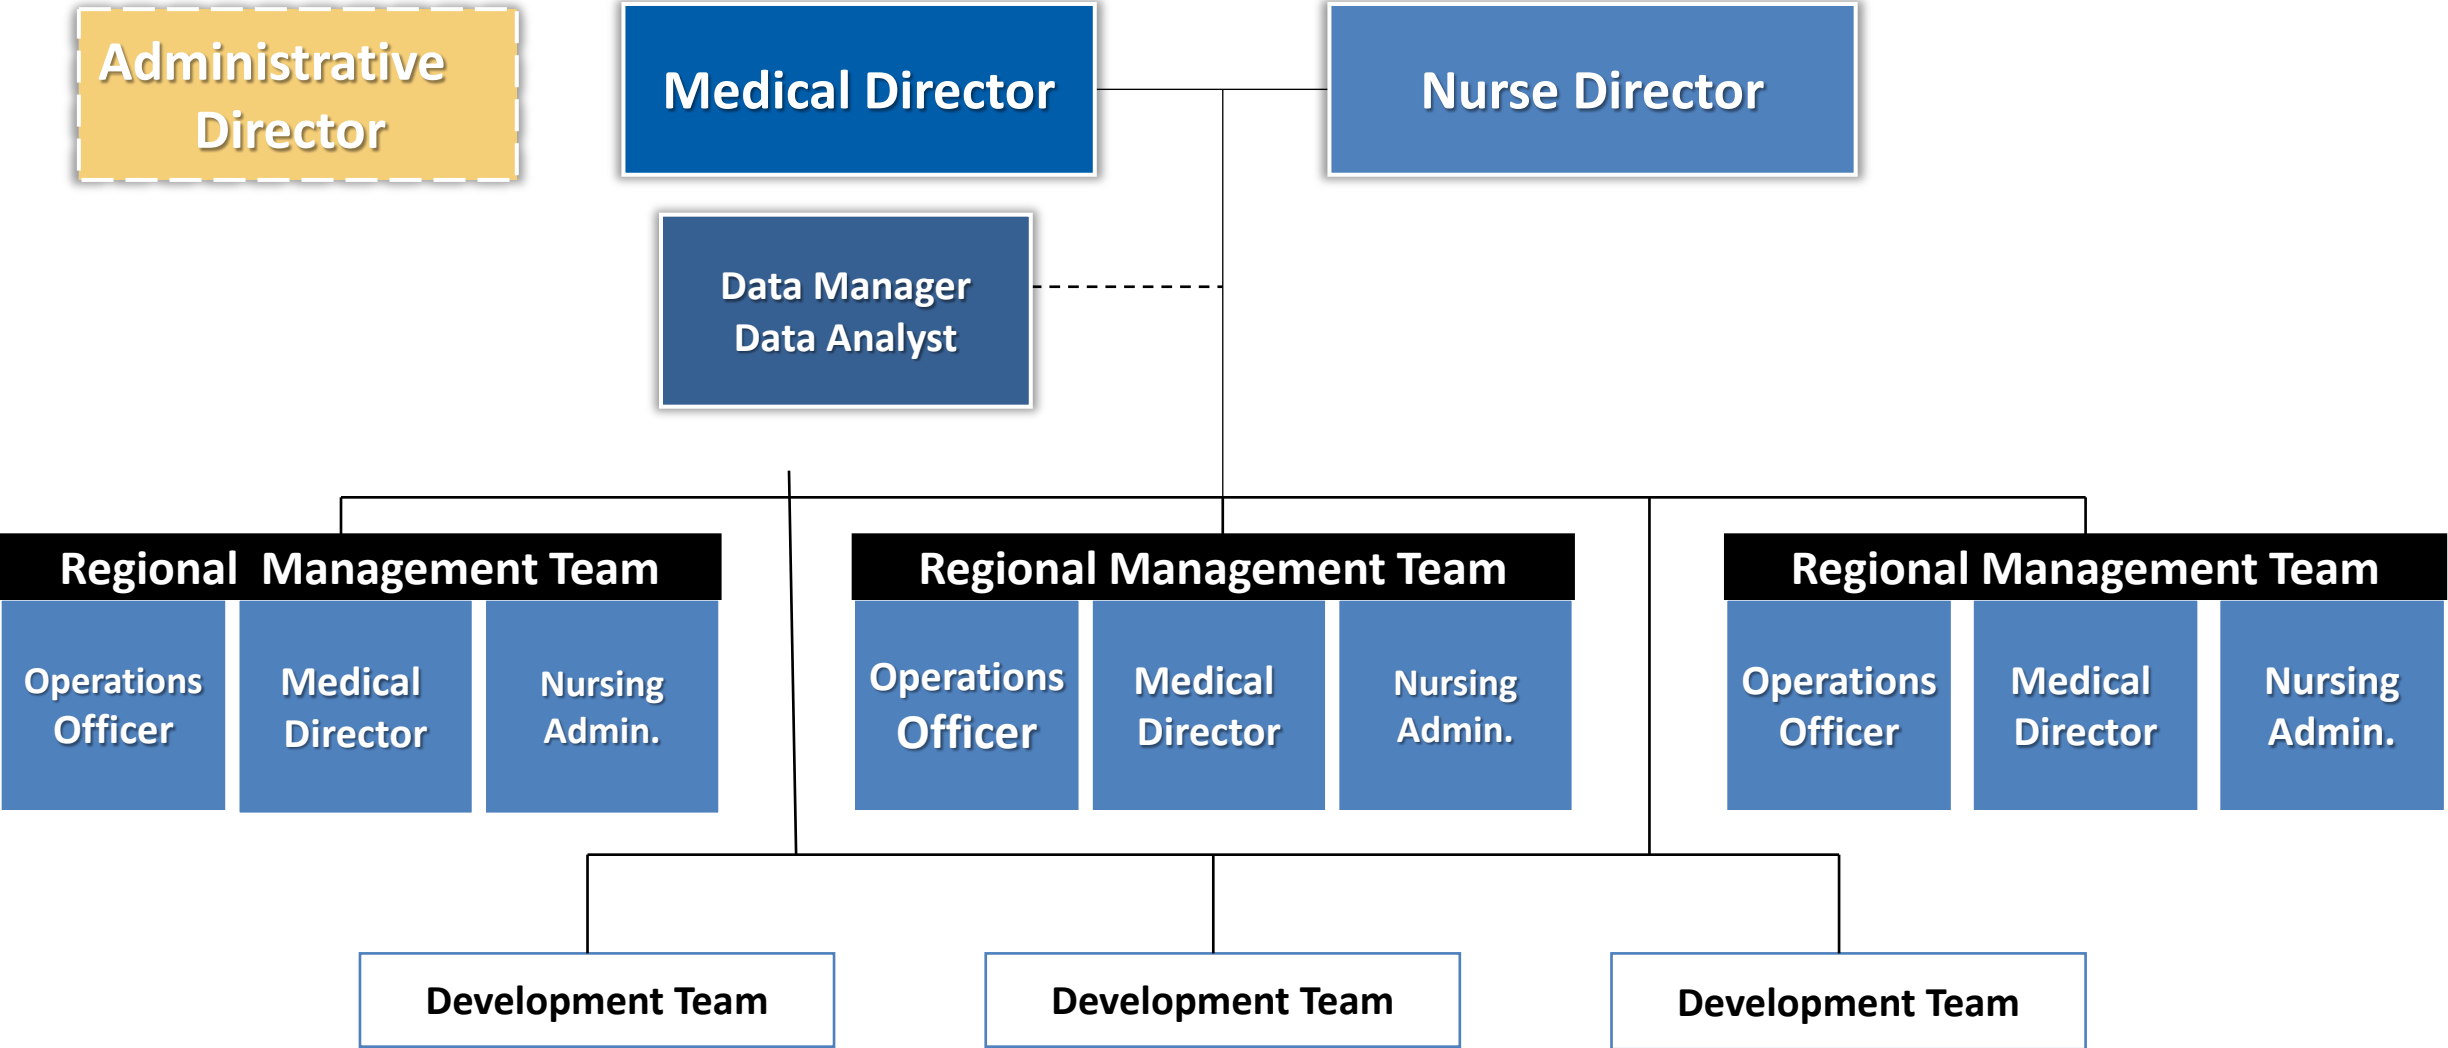 Administrative
Director
Medical Director
Nurse Director
Data Manager
Data Analyst
Regional Management Team
Operations
Officer
Medical
Director
Nursing
Admin.
Regional Management Team
Operations
Officer
Medical
Director
Nursing
Admin.
Regional Management Team
Operations
Officer
Medical
Director
Nursing
Admin.
Development Team
Development Team
Development Team